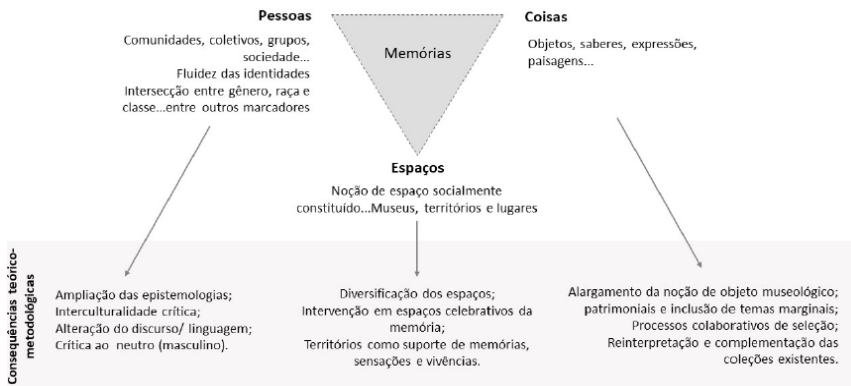 Pessoas
Comunidades, coletivos, grupos,
sociedade...
Fluidez das identidades
Intersecção entre gênero, raça e
classe...entre outros marcadores
Memórias
Coisas
Objetos, saberes, expressões,
paisagens...
Espaços
Noção de espaço socialmente
constituído...Museus, territórios e lugares
Consequências teórico-
metodológicas
Ampliação das epistemologias;
Interculturalidade crítica;
Alteração do discurso/ linguagem;
Crítica ao neutro (masculino).
Diversificação dos espaços;
Intervenção em espaços celebrativos da
memória;
Territórios como suporte de memórias,
sensações e vivências.
Alargamento da noção de objeto museológico;
patrimoniais e inclusão de temas marginais;
Processos colaborativos de seleção;
Reinterpretação e complementação das
coleções existentes.